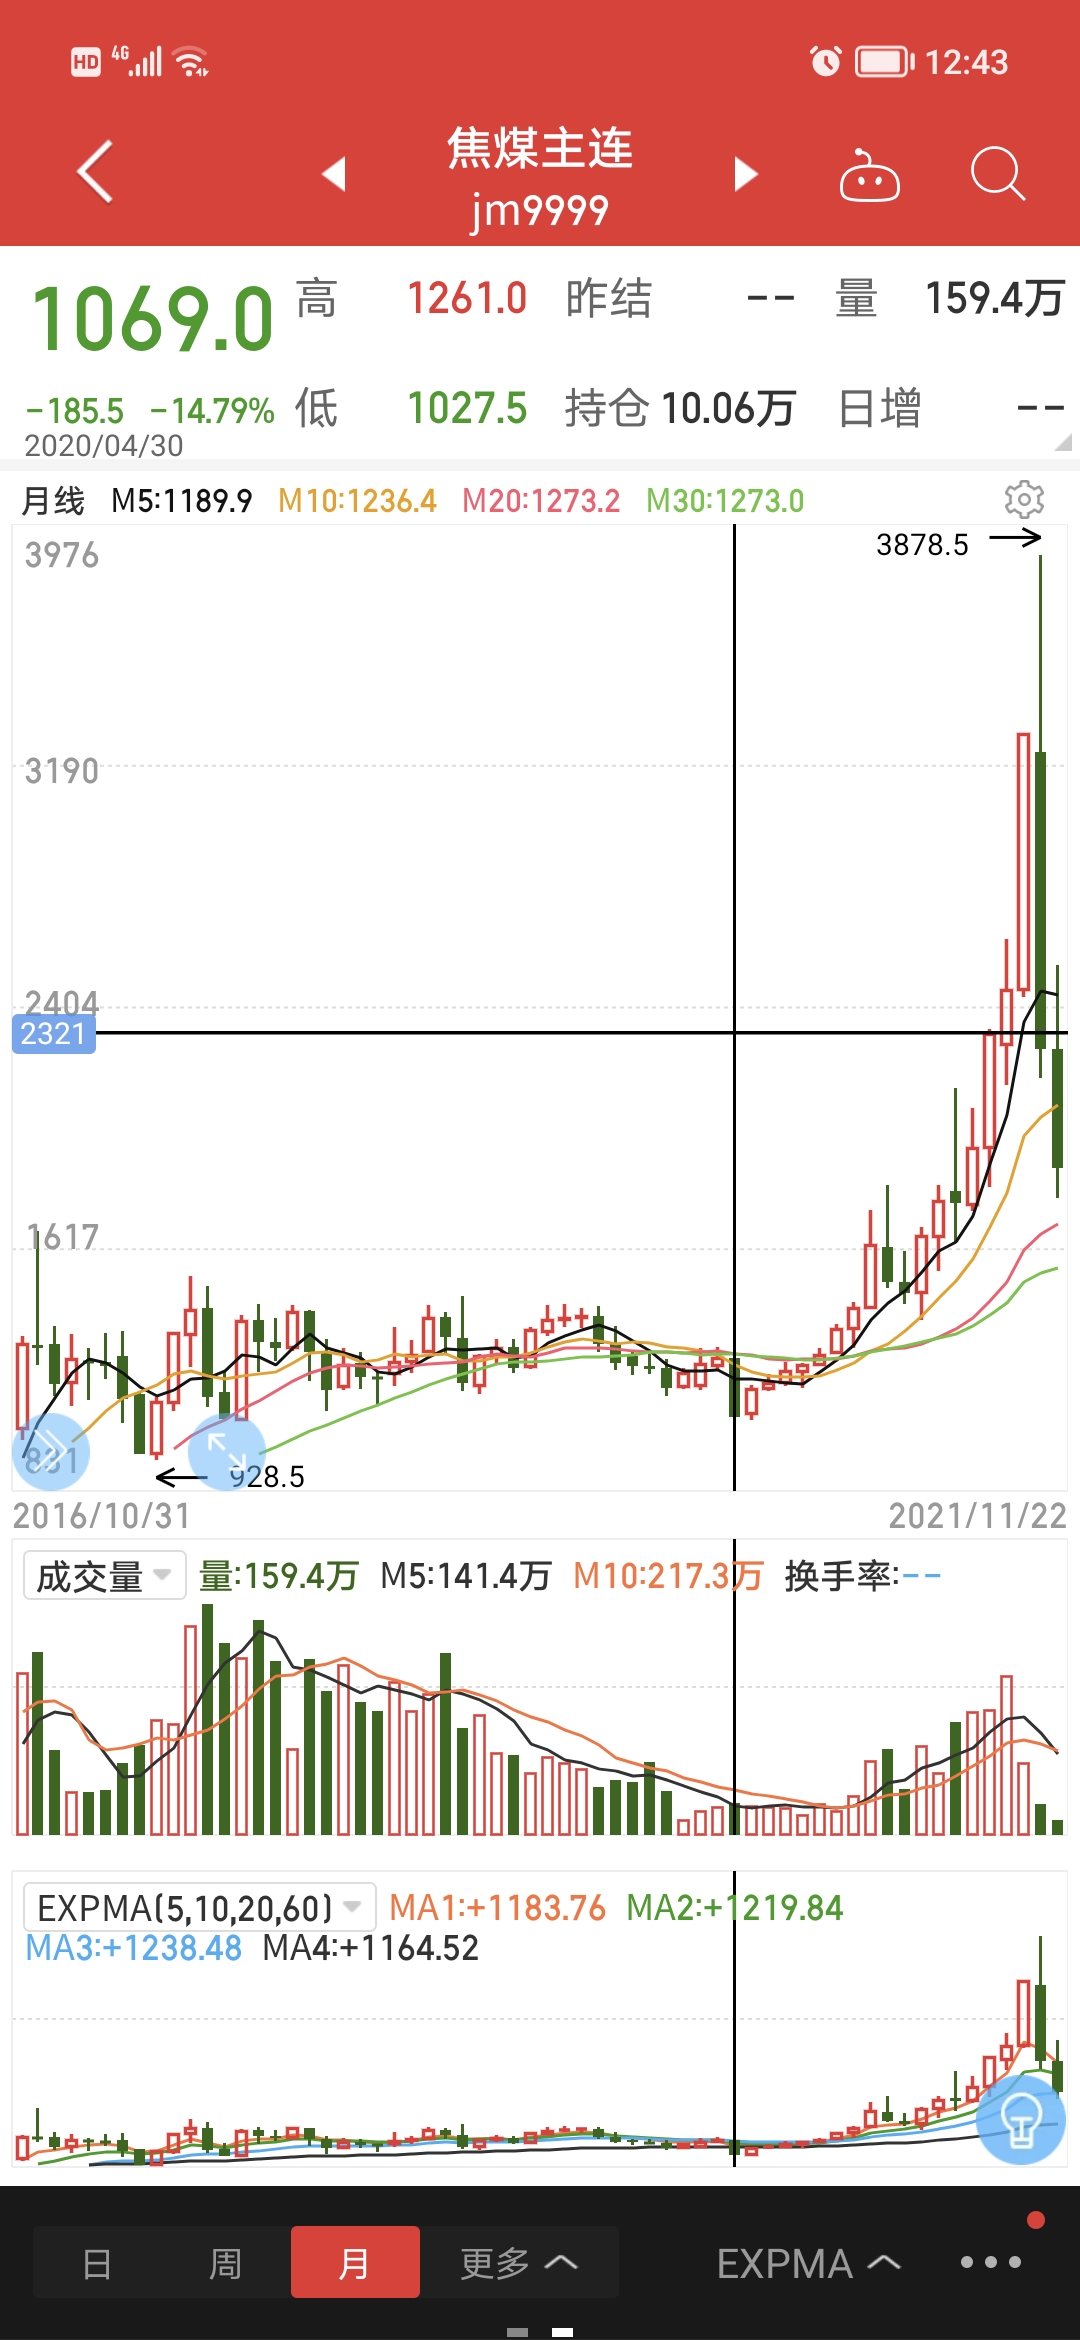 HD 4G 12:43
焦煤主连
jm9999
1069.0 高 1261.0 昨结 -- 量 159.4万
-185.5 -14.79% 低 1027.5 持仓 10.06万 日增 --
2020/04/30
月线 M5:1189.9 M10:1236.4 M20:1273.2 M30:1273.0
3976
3878.5
3190
2404
2321
1617
831
928.5
2016/10/31 2021/11/22
成交量 量:159.4万 M5:141.4万 M10:217.3万 换手率:--
EXPMA(5,10,20,60) MA1:+1183.76 MA2:+1219.84
MA3:+1238.48 MA4:+1164.52
日 周 月 更多 EXPMA